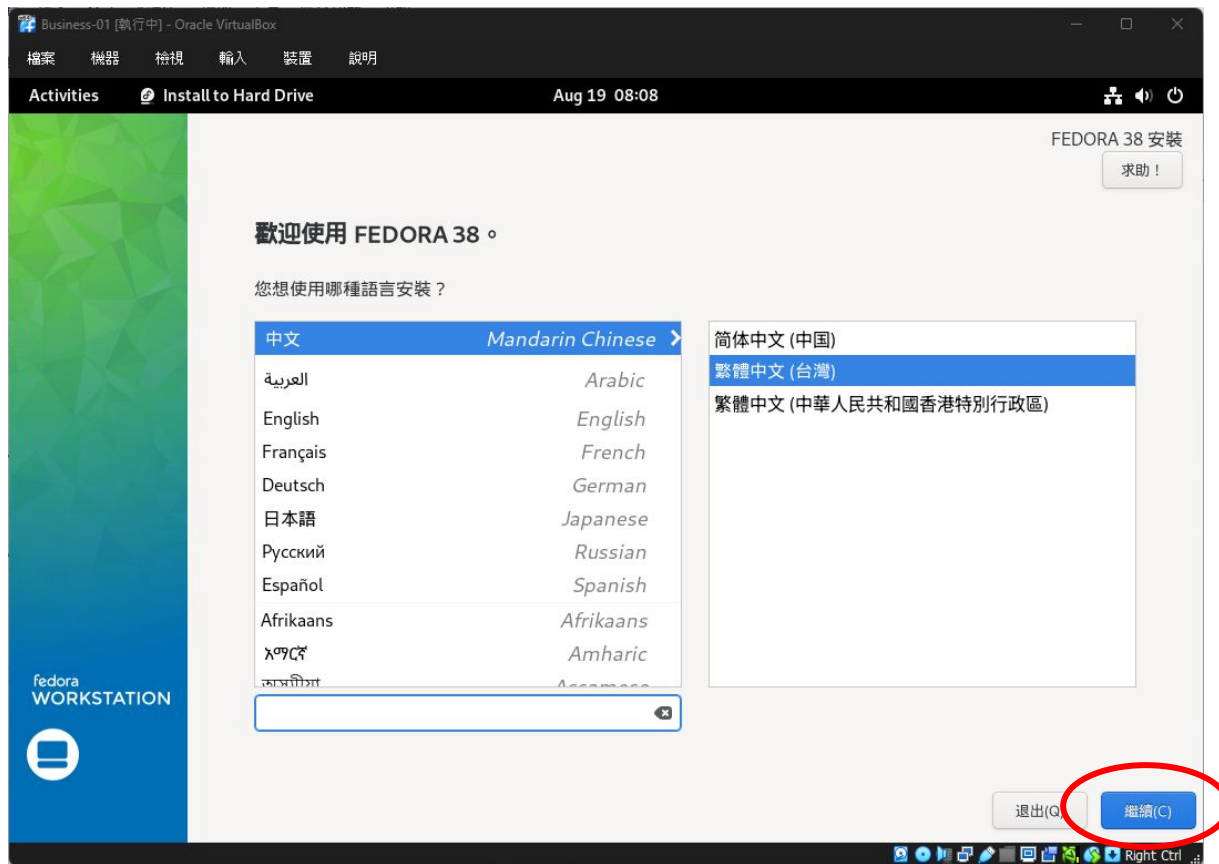 Business-01 [執行中] - Oracle VirtualBox
檔案 機器 檢視 輸入 裝置 說明
Activities Install to Hard Drive Aug 19 08:08
FEDORA 38 安裝
求助！
歡迎使用 FEDORA 38。
您想使用哪種語言安裝？
中文 Mandarin Chinese
العربية Arabic
English English
Français French
Deutsch German
日本語 Japanese
Русский Russian
Español Spanish
Afrikaans Afrikaans
አማርኛ Amharic
简体中文 (中国)
繁體中文 (台灣)
繁體中文 (中華人民共和國香港特別行政區)
fedora
WORKSTATION
退出(Q)
繼續(C)
Right Ctrl